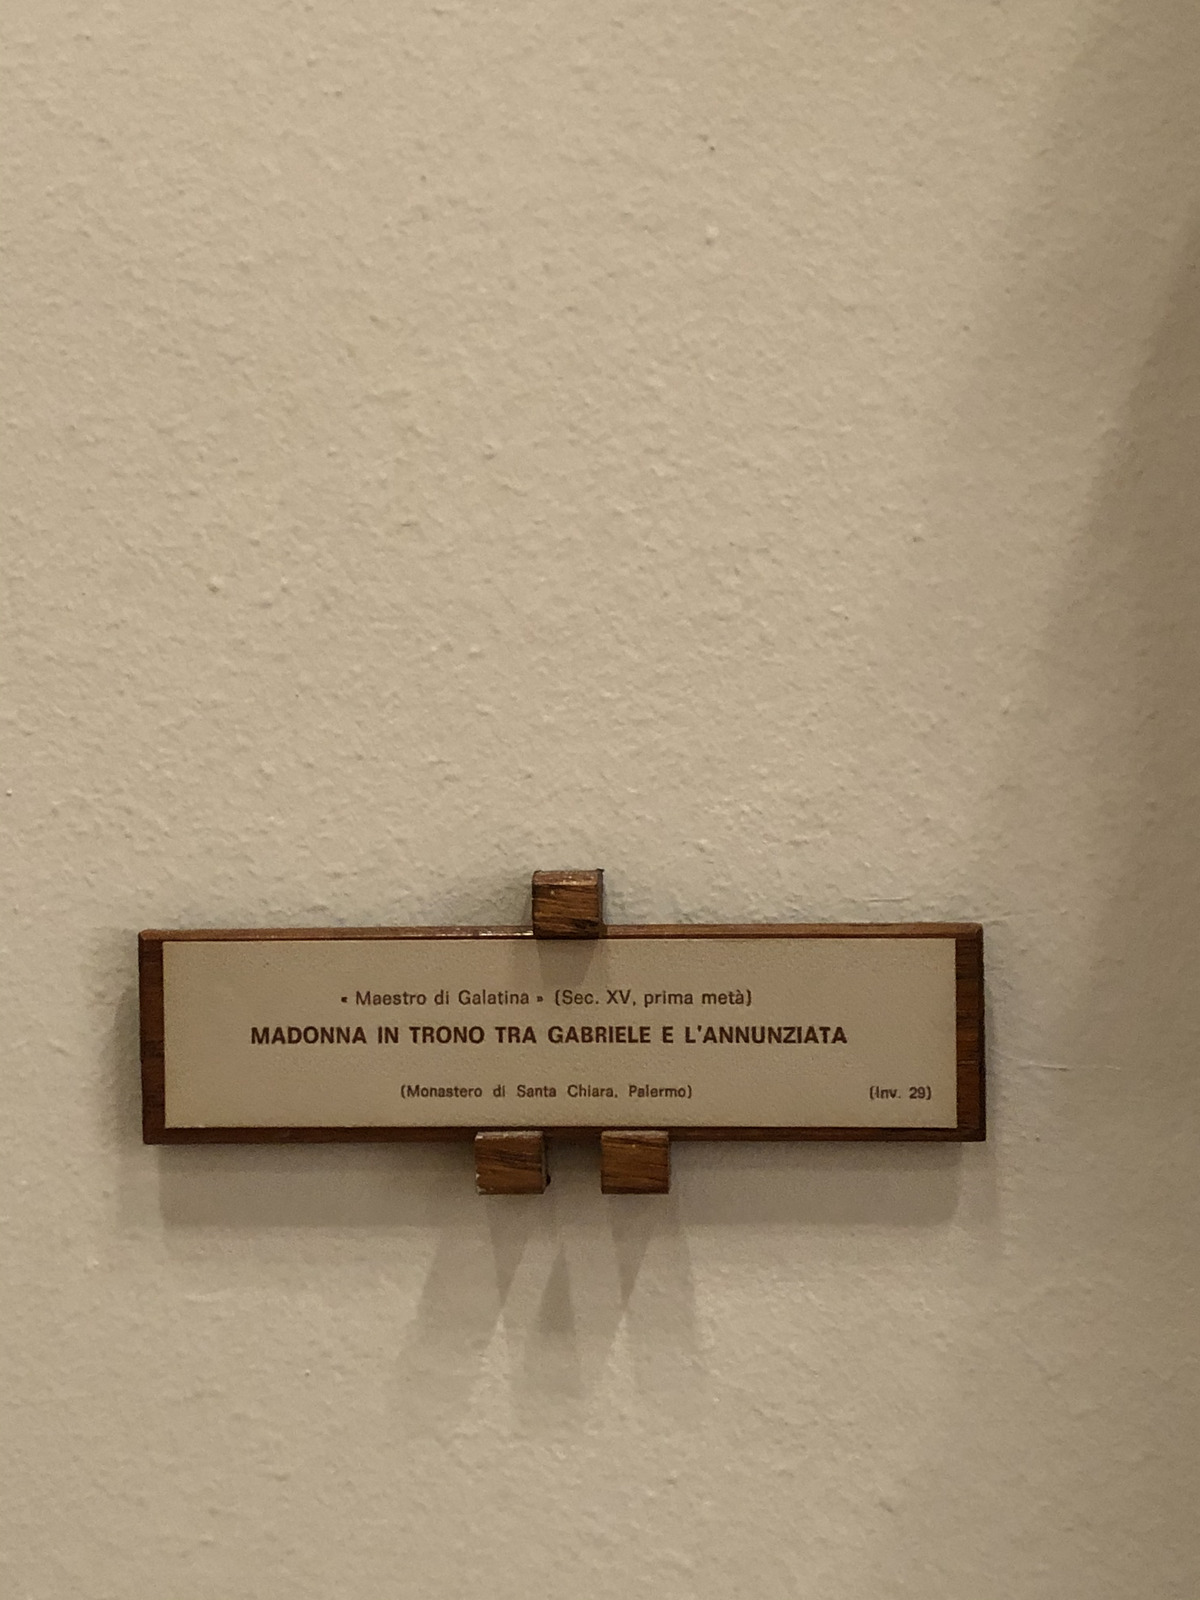 « Maestro di Galatina » (Sec. XV, prima metà)
MADONNA IN TRONO TRA GABRIELE E L'ANNUNZIATA
(Monastero di Santa Chiara, Palermo) (Inv. 29)